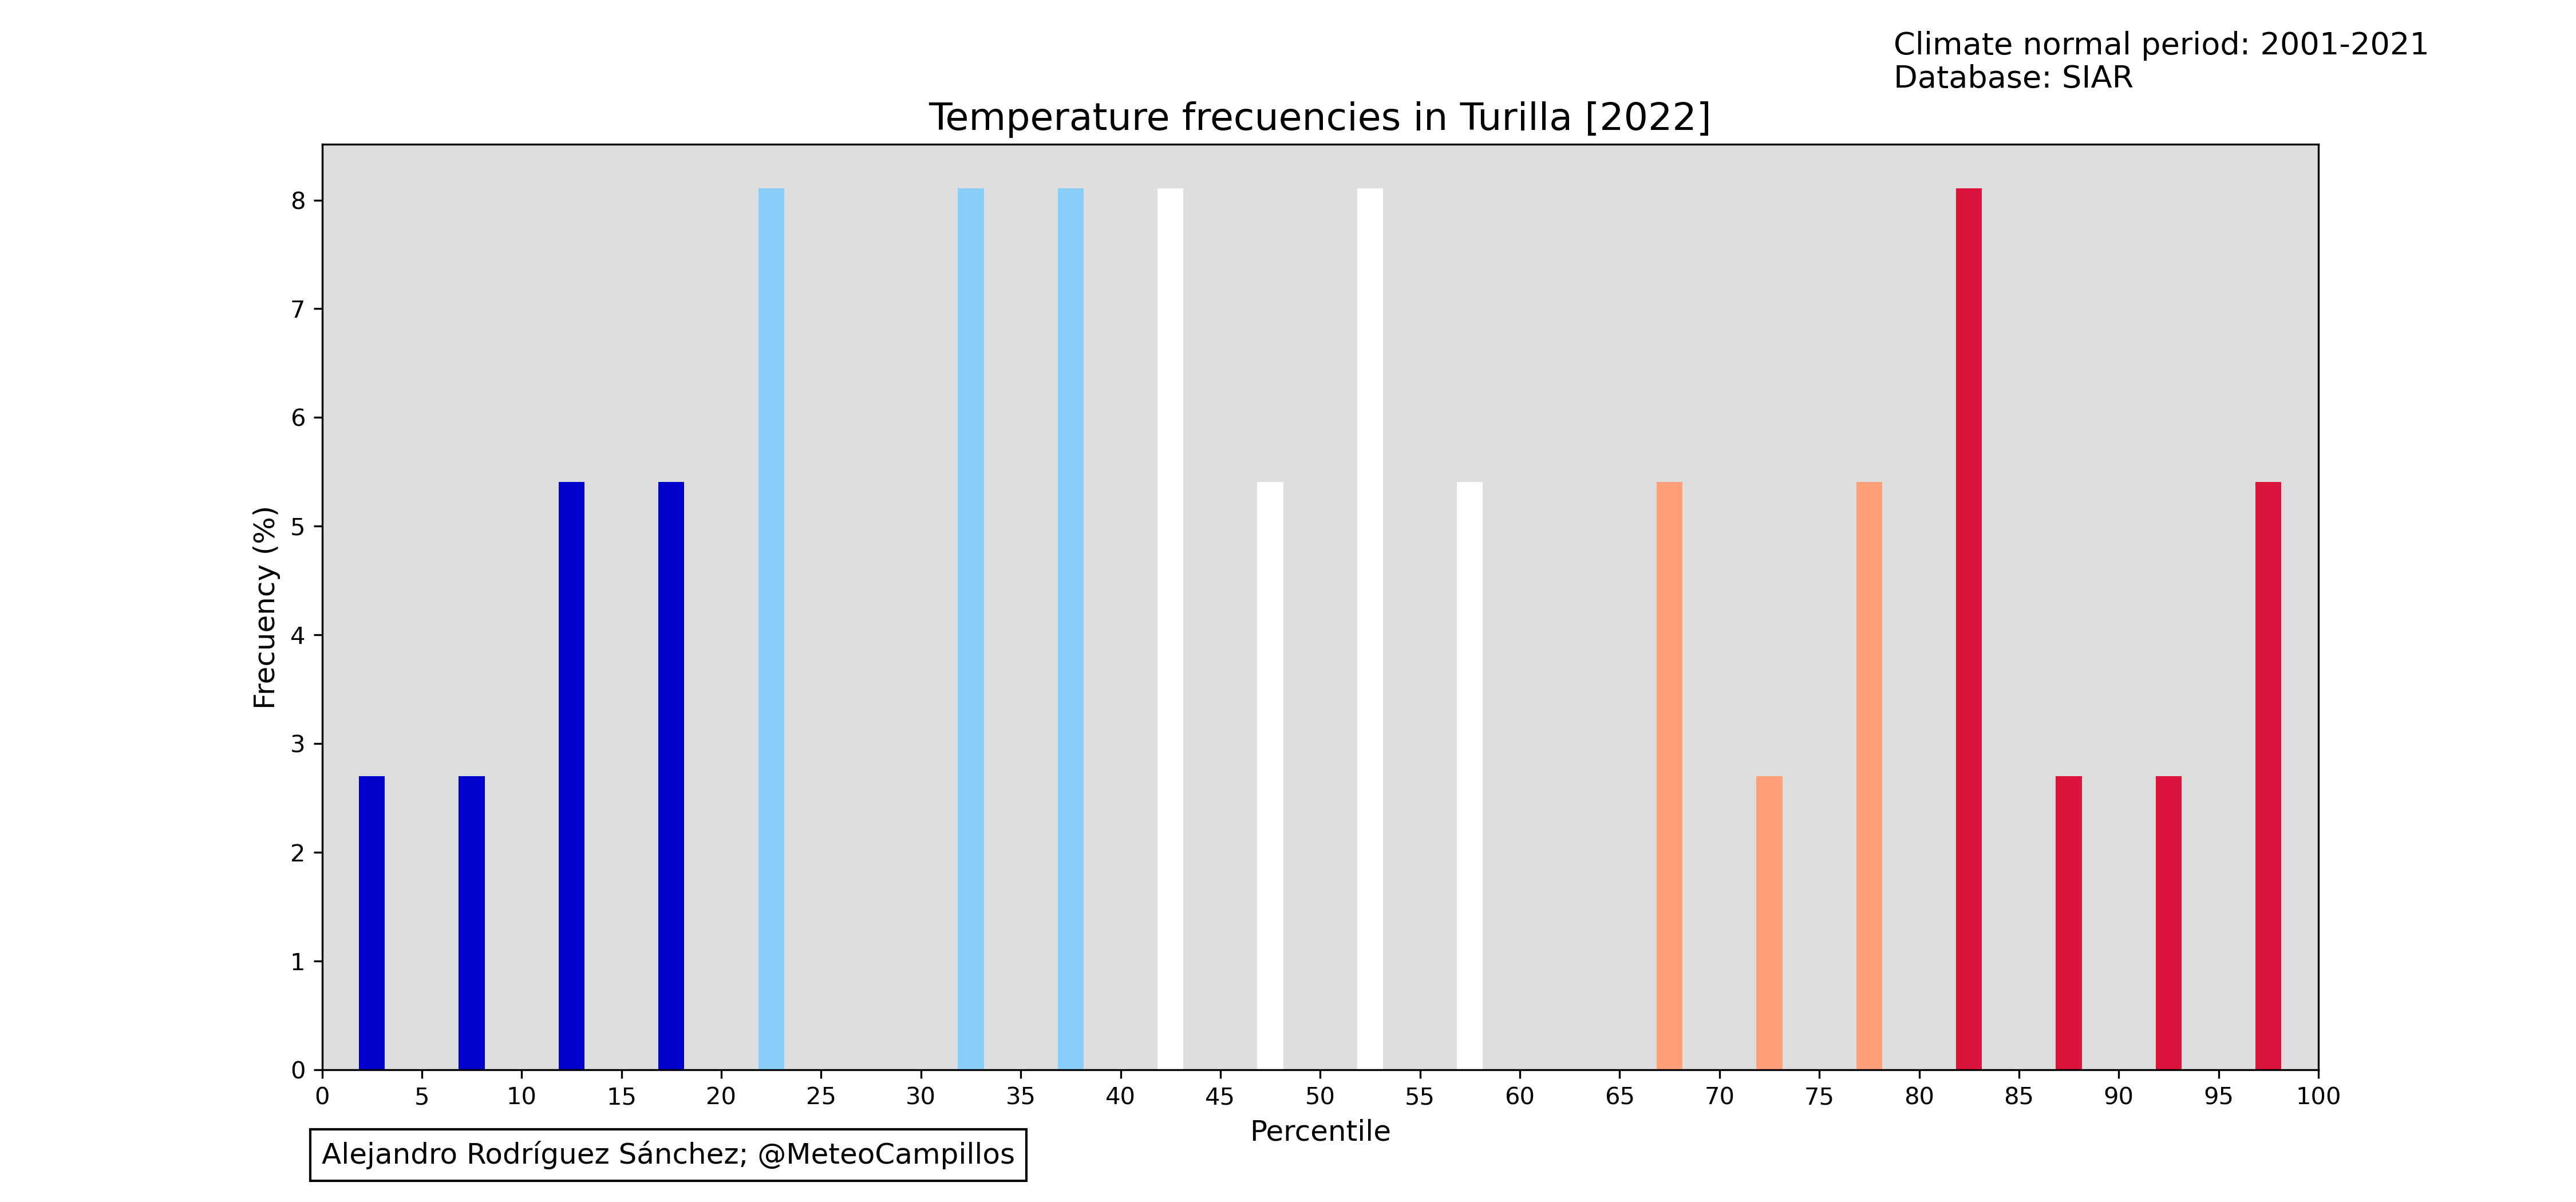 Climate normal period: 2001-2021
Database: SIAR
Temperature frecuencies in Turilla [2022]
8
7
6
5
4
3
2
1
0
Frecuency (%)
0 5 10 15 20 25 30 35 40 45 50 55 60 65 70 75 80 85 90 95 100
Percentile
Alejandro Rodríguez Sánchez; @MeteoCampillos